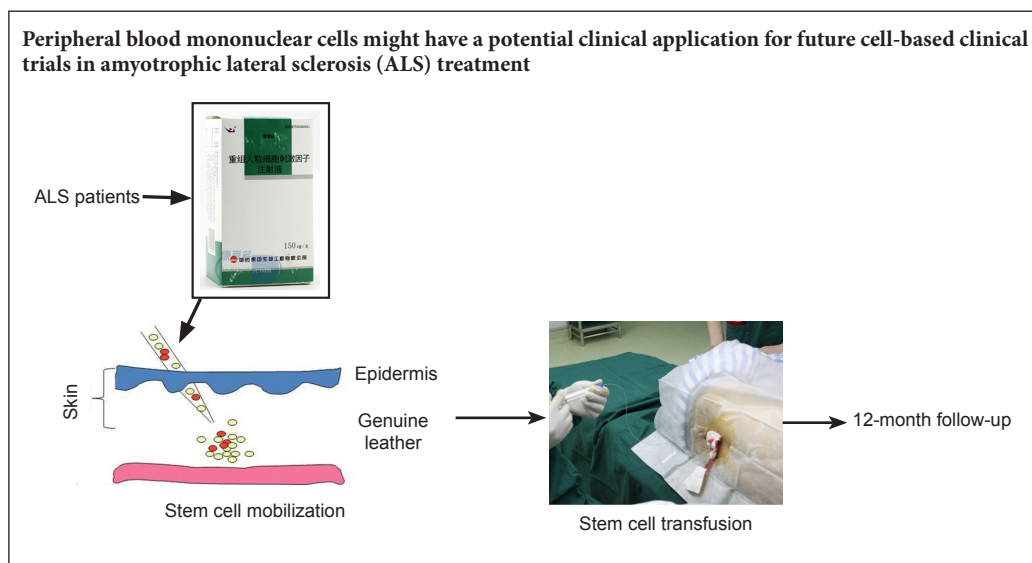 Peripheral blood mononuclear cells might have a potential clinical application for future cell-based clinical
trials in amyotrophic lateral sclerosis (ALS) treatment
重组人粒细胞刺激因子
注射液
150
ALS patients
Skin
Epidermis
Genuine
leather
Stem cell mobilization
Stem cell transfusion
12-month follow-up